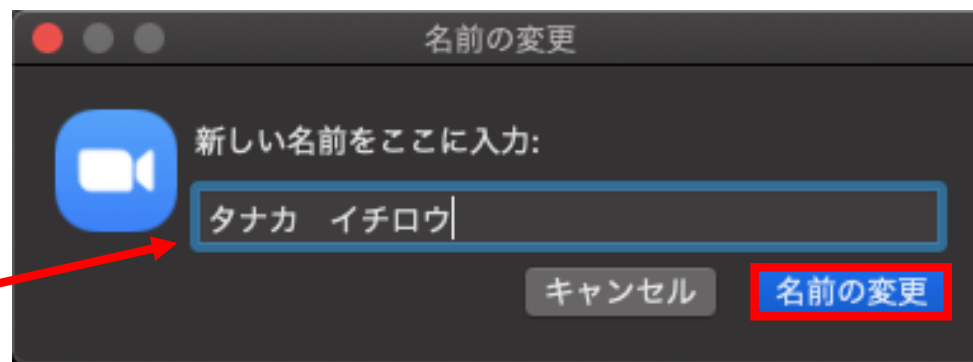 名前の変更
新しい名前をここに入力:
タナカ　イチロウ
キャンセル
名前の変更